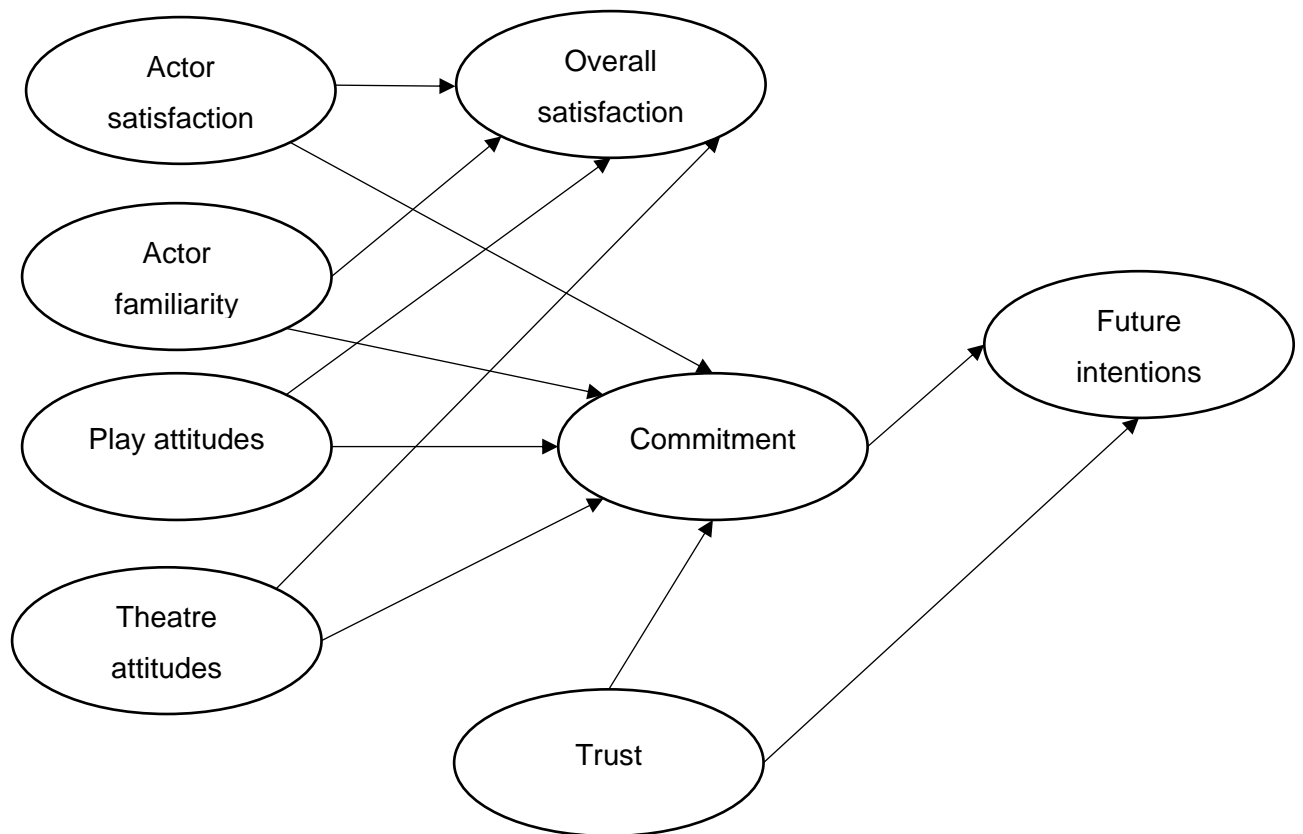 Actor
satisfaction
Overall
satisfaction
Actor
familiarity
Future
intentions
Play attitudes
Commitment
Theatre
attitudes
Trust